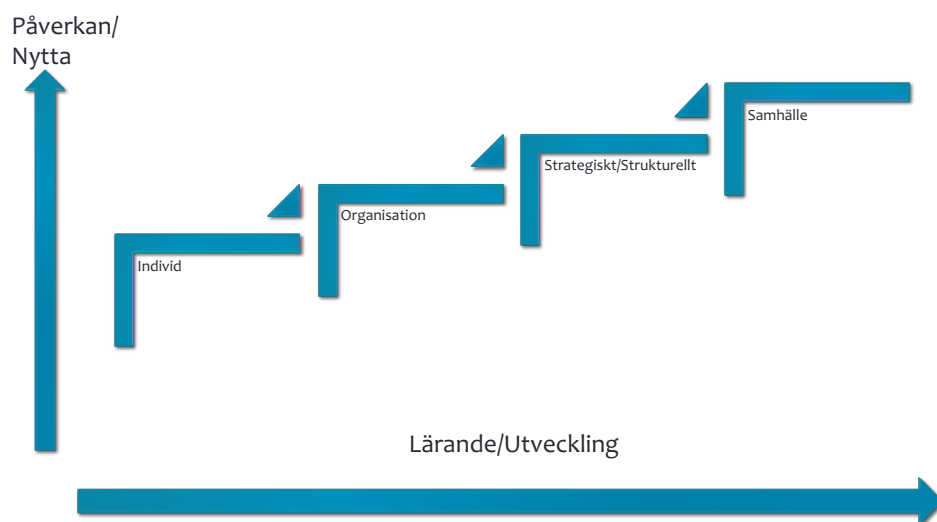 Påverkan/
Nytta
Samhälle
Strategiskt/Strukturellt
Organisation
Individ
Lärande/Utveckling